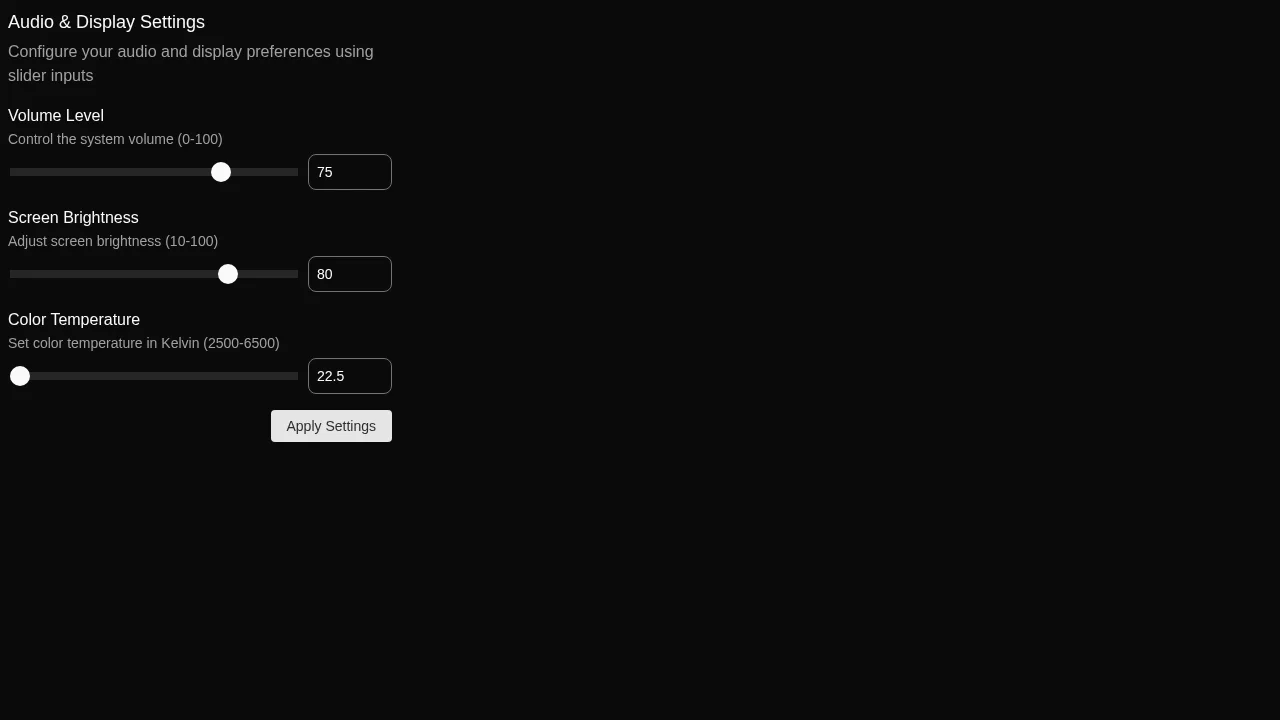 Audio & Display Settings
Configure your audio and display preferences using
slider inputs
Volume Level
Control the system volume (0-100)
75
Screen Brightness
Adjust screen brightness (10-100)
80
Color Temperature
Set color temperature in Kelvin (2500-6500)
22.5
Apply Settings